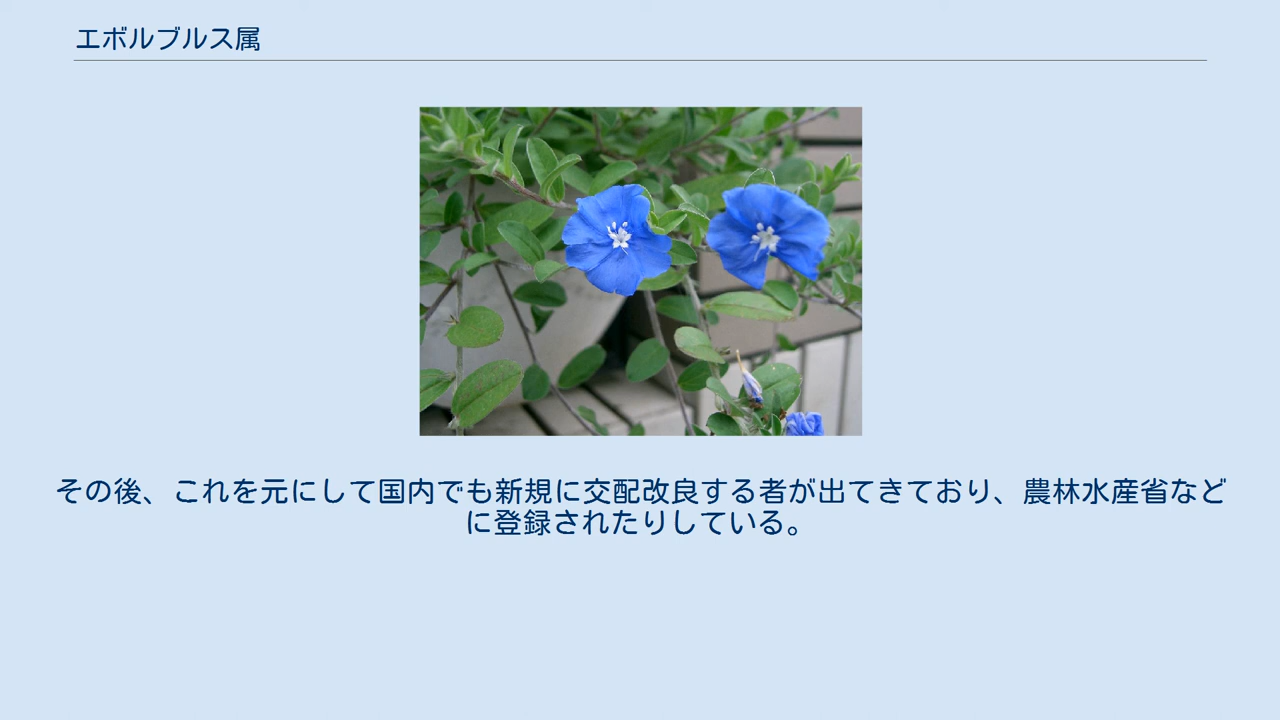 エボルブルス属
その後、これを元にして国内でも新規に交配改良する者が出てきており、農林水産省など
に登録されたりしている。